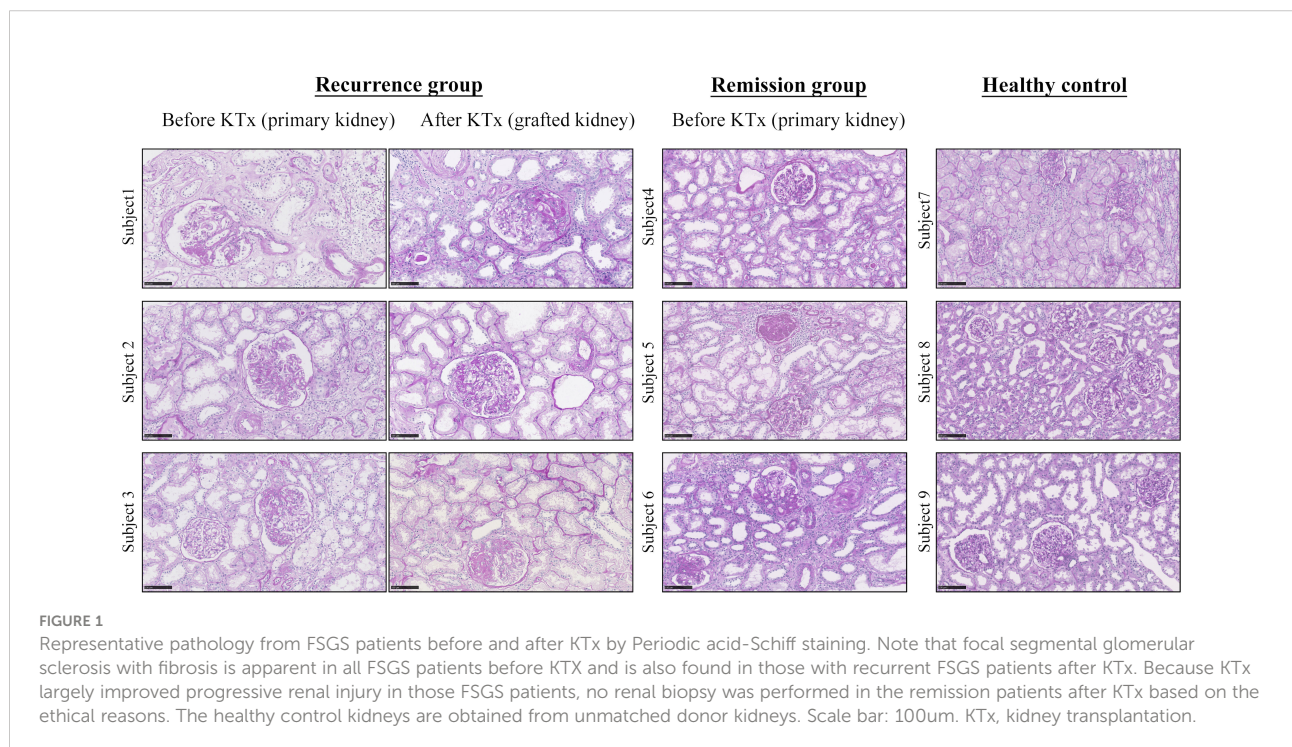 Recurrence group
Remission group
Healthy control
Before KTx (primary kidney)
After KTx (grafted kidney)
Before KTx (primary kidney)
Subject1
Subject4
Subject7
Subject 2
Subject 5
Subject 8
Subject 3
Subject 6
Subject 9
FIGURE 1
Representative pathology from FSGS patients before and after KTx by Periodic acid-Schiff staining. Note that focal segmental glomerular
sclerosis with fibrosis is apparent in all FSGS patients before KTX and is also found in those with recurrent FSGS patients after KTx. Because KTx
largely improved progressive renal injury in those FSGS patients, no renal biopsy was performed in the remission patients after KTx based on the
ethical reasons. The healthy control kidneys are obtained from unmatched donor kidneys. Scale bar: 100um. KTx, kidney transplantation.